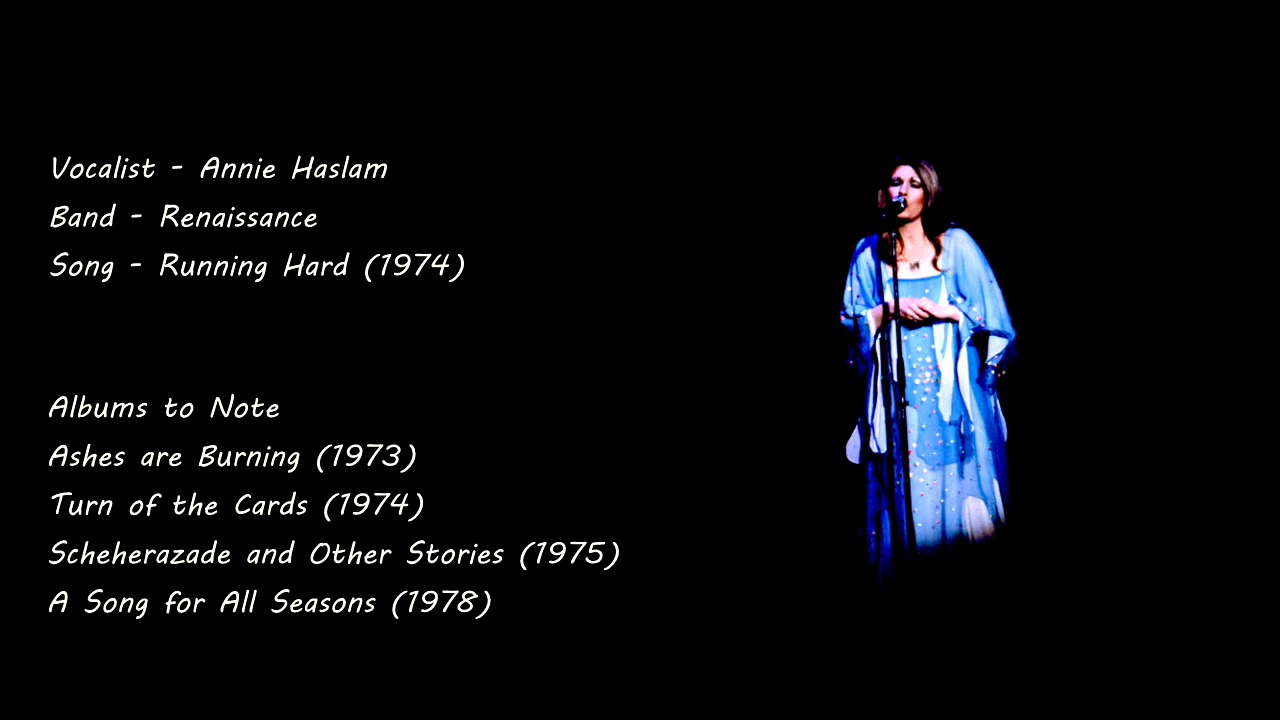 Vocalist - Annie Haslam
Band - Renaissance
Song - Running Hard (1974)
Albums to Note
Ashes are Burning (1973)
Turn of the Cards (1974)
Scheherazade and Other Stories (1975)
A Song for All Seasons (1978)